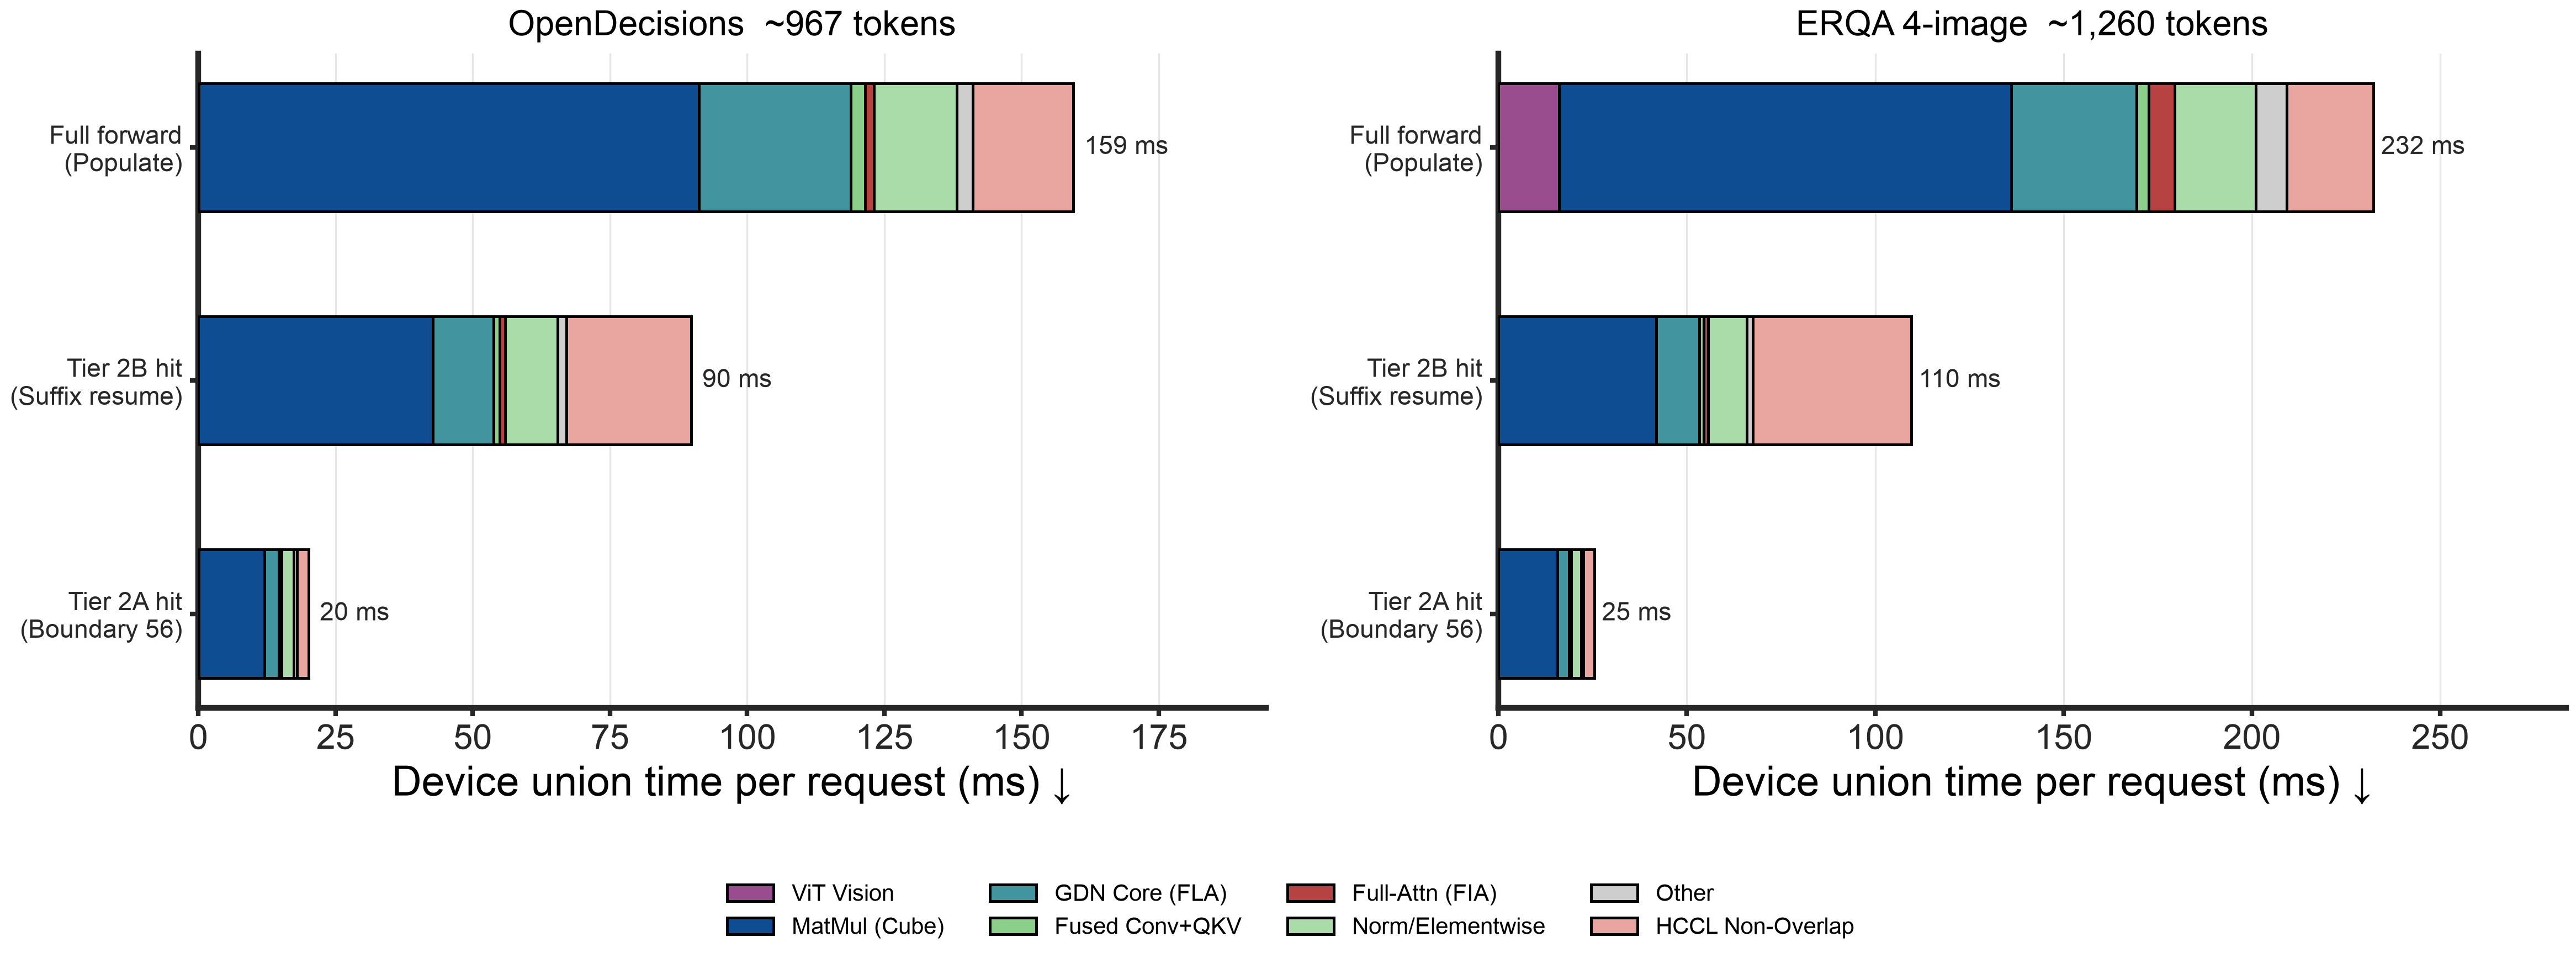 OpenDecisions ~967 tokens
Full forward
(Populate)
159 ms
Tier 2B hit
(Suffix resume)
90 ms
Tier 2A hit
(Boundary 56)
20 ms
0 25 50 75 100 125 150 175
Device union time per request (ms) ↓
ERQA 4-image ~1,260 tokens
Full forward
(Populate)
232 ms
Tier 2B hit
(Suffix resume)
110 ms
Tier 2A hit
(Boundary 56)
25 ms
0 50 100 150 200 250
Device union time per request (ms) ↓
ViT Vision
MatMul (Cube)
GDN Core (FLA)
Fused Conv+QKV
Full-Attn (FIA)
Norm/Elementwise
Other
HCCL Non-Overlap